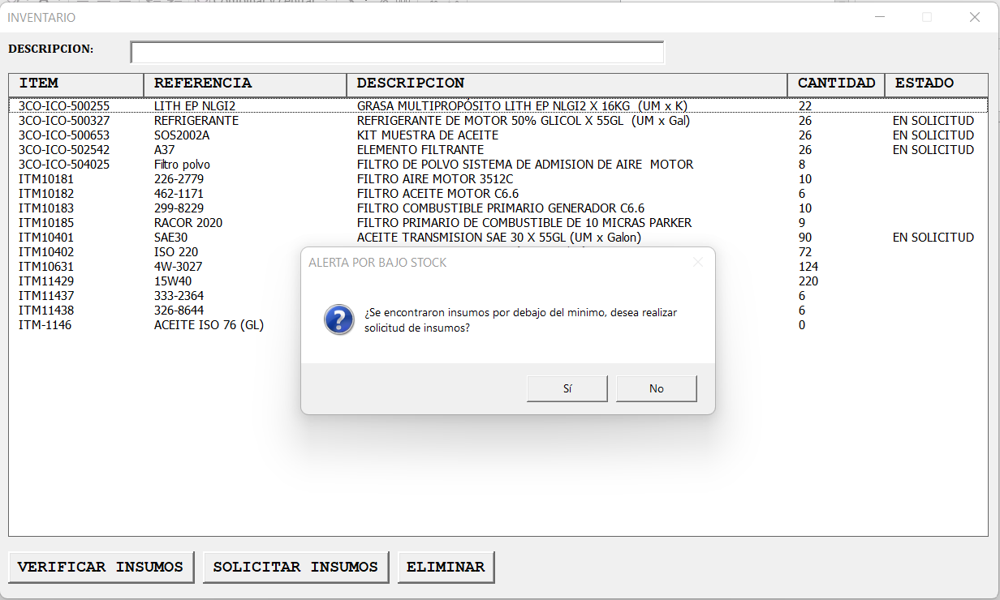 INVENTARIO
DESCRIPCION:
ITEM REFERENCIA DESCRIPCION CANTIDAD ESTADO
3CO-ICO-500255 LITH EP NLGI2 GRASA MULTIPROPÓSITO LITH EP NLGI2 X 16KG (UM x K) 22
3CO-ICO-500327 REFRIGERANTE REFRIGERANTE DE MOTOR 50% GLICOL X 55GL (UM x Gal) 26 EN SOLICITUD
3CO-ICO-500653 SOS2002A KIT MUESTRA DE ACEITE 26 EN SOLICITUD
3CO-ICO-502542 A37 ELEMENTO FILTRANTE 26 EN SOLICITUD
3CO-ICO-504025 Filtro polvo FILTRO DE POLVO SISTEMA DE ADMISION DE AIRE MOTOR 8
ITM10181 226-2779 FILTRO AIRE MOTOR 3512C 10
ITM10182 462-1171 FILTRO ACEITE MOTOR C6.6 6
ITM10183 299-8229 FILTRO COMBUSTIBLE PRIMARIO GENERADOR C6.6 10
ITM10185 RACOR 2020 FILTRO PRIMARIO DE COMBUSTIBLE DE 10 MICRAS PARKER 9
ITM10401 SAE30 ACEITE TRANSMISION SAE 30 X 55GL (UM x Galon) 90 EN SOLICITUD
ITM10402 ISO 220 72
ITM10631 4W-3027 124
ITM11429 15W40 220
ITM11437 333-2364 6
ITM11438 326-8644 6
ITM-1146 ACEITE ISO 76 (GL) 0
ALERTA POR BAJO STOCK
¿Se encontraron insumos por debajo del minimo, desea realizar
solicitud de insumos?
Sí No
VERIFICAR INSUMOS SOLICITAR INSUMOS ELIMINAR